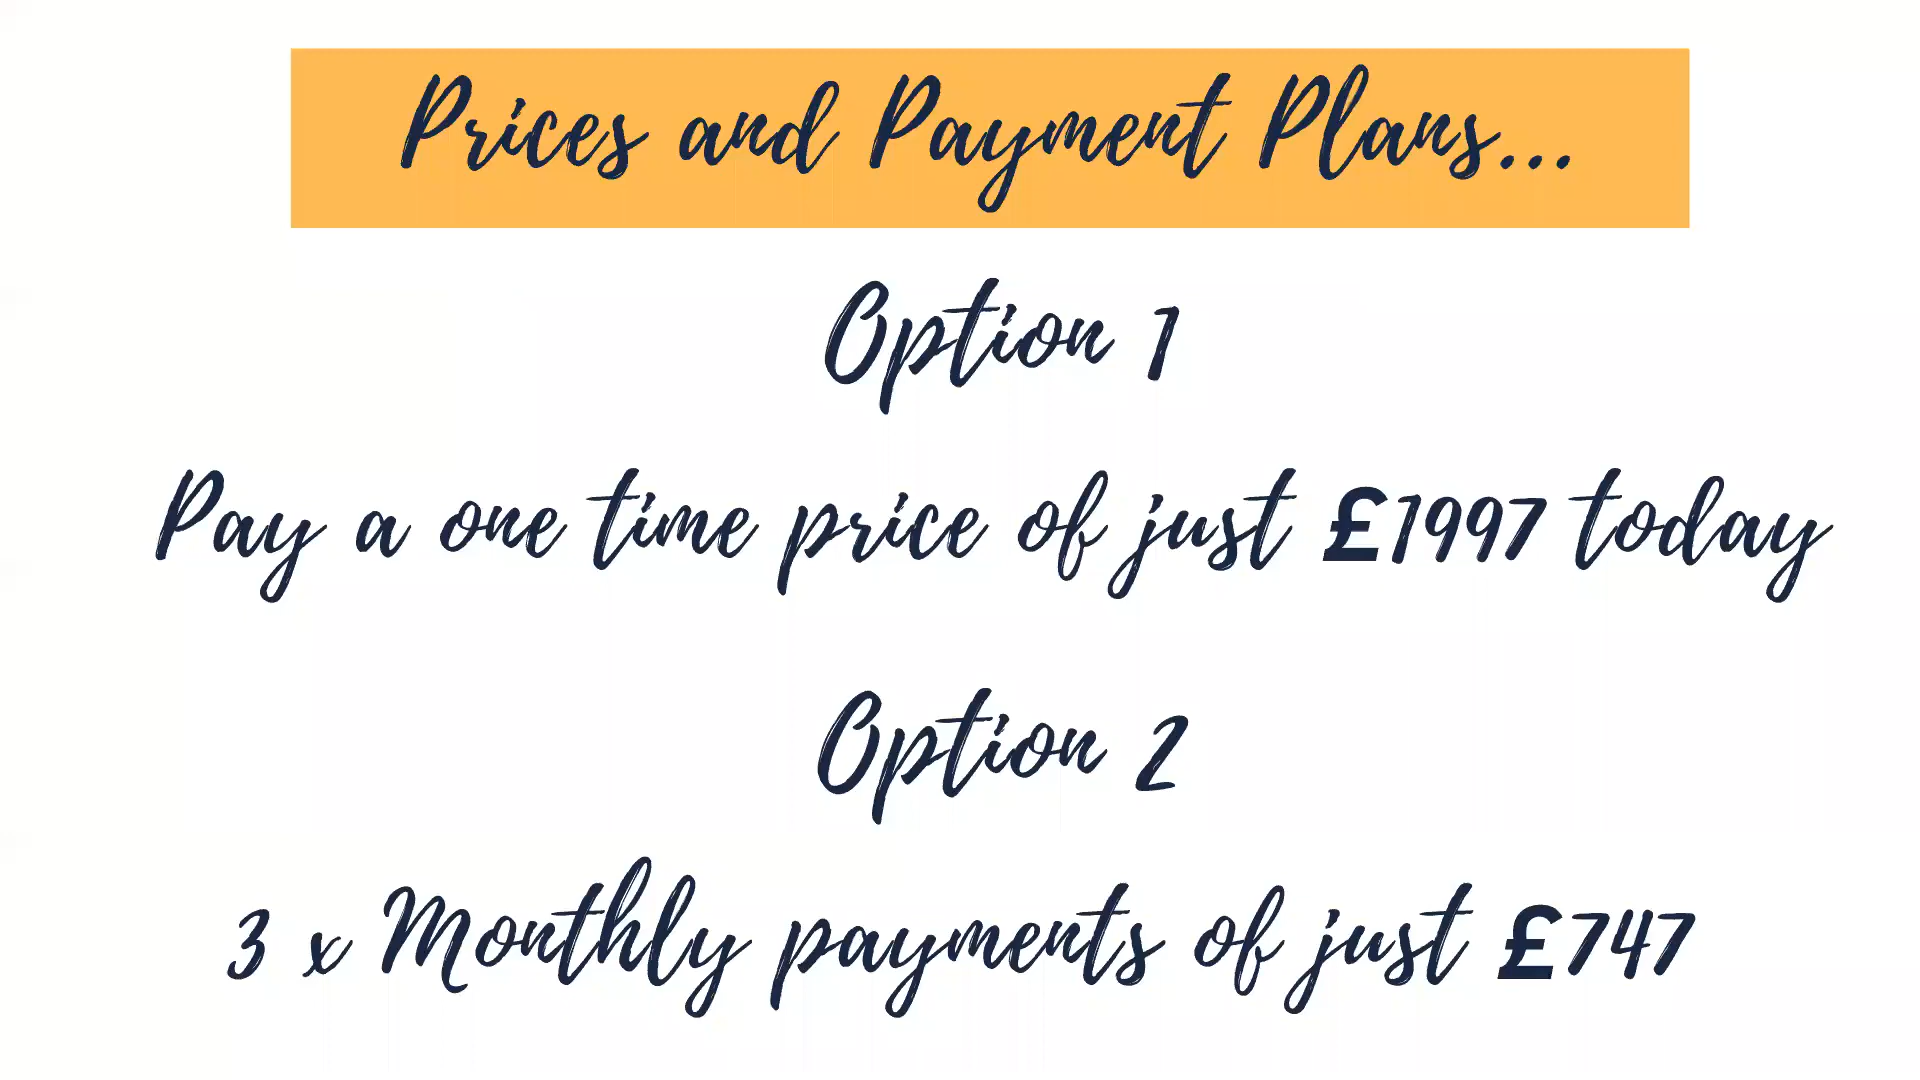 Prices and Payment Plans...
Option 1
Pay a one time price of just £1997 today
Option 2
3 x Monthly payments of just £747